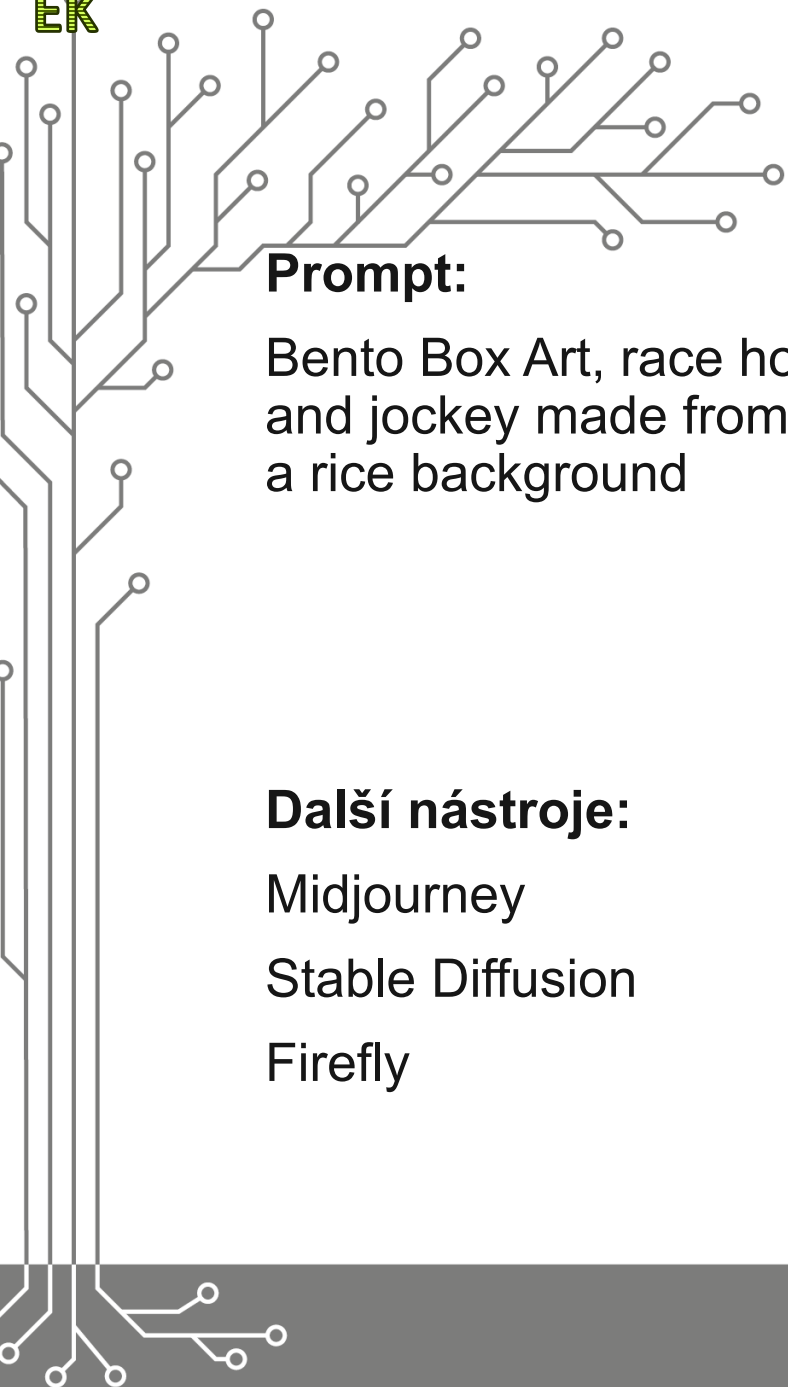 EK
Prompt:
Bento Box Art, race ho
and jockey made from
a rice background
Další nástroje:
Midjourney
Stable Diffusion
Firefly